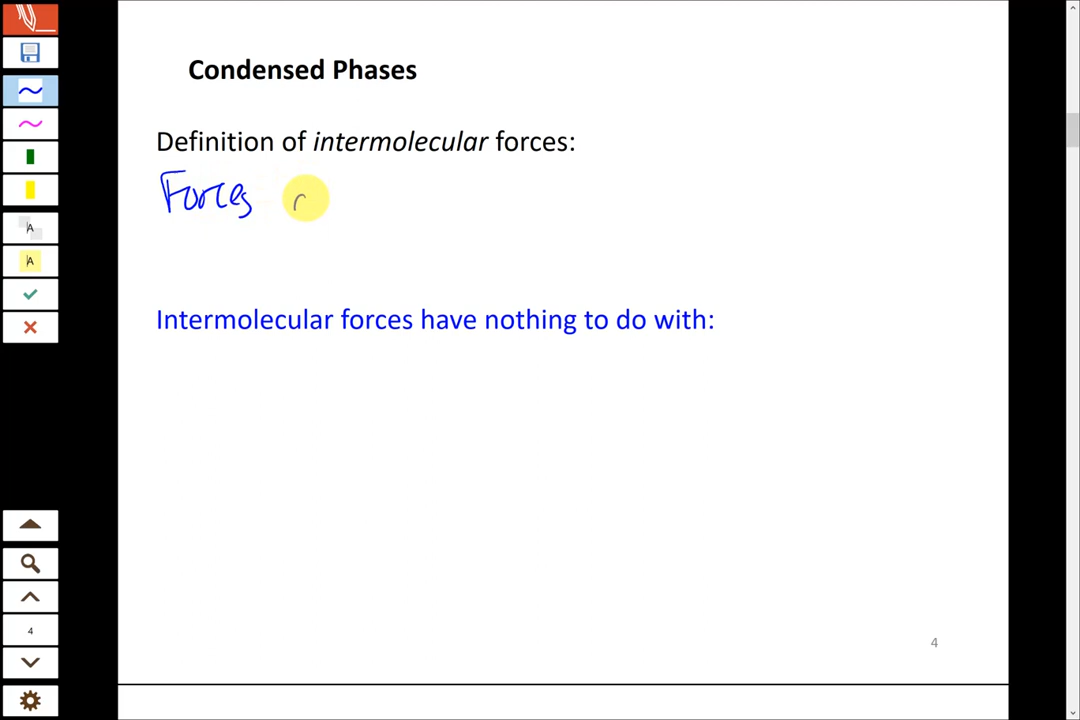 Condensed Phases
Definition of intermolecular forces:
Forces
Intermolecular forces have nothing to do with:
A
A
4
4